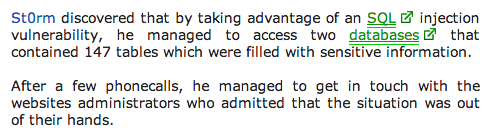 St0rm discovered that by taking advantage of an SQL injection
vulnerability, he managed to access two databases that
contained 147 tables which were filled with sensitive information.
After a few phonecalls, he managed to get in touch with the
websites administrators who admitted that the situation was out
of their hands.